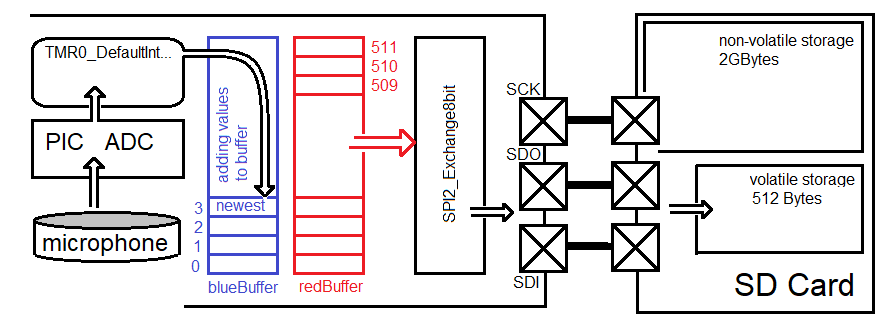 TMR0_DefaultInt...
PIC ADC
microphone
adding values
to buffer
newest
3
2
1
0
blueBuffer
511
510
509
redBuffer
SPI2_Exchange8bit
SCK
SDO
SDI
non-volatile storage
2GBytes
volatile storage
512 Bytes
SD Card